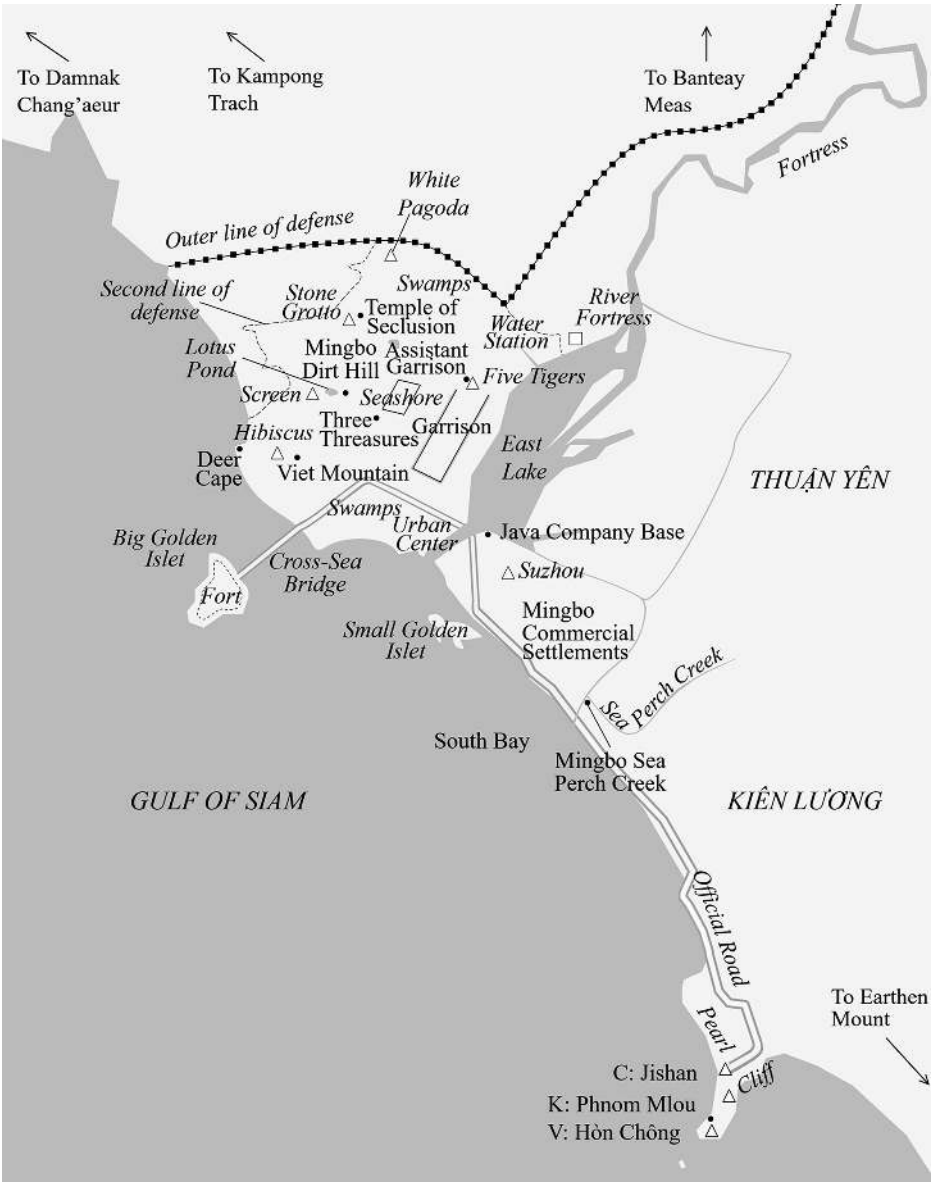 To Damnak
Chang'aeur
To Kampong
Trach
To Banteay
Meas
Fortress
White
Pagoda
Outer line of defense
Swamps
Second line of
defense
Stone
Grotto
Temple of
Seclusion
Water
Station
River
Fortress
Lotus
Pond
Mingbo
Dirt Hill
Assistant
Garrison
Five Tigers
Screen
Seashore
Three
Threasures
Garrison
Hibiscus
Deer
Cape
Viet Mountain
East
Lake
THUẬN YÊN
Swamps
Urban
Center
Java Company Base
Big Golden
Islet
Cross-Sea
Bridge
Fort
Suzhou
Small Golden
Islet
Mingbo
Commercial
Settlements
Sea
Perch Creek
South Bay
Mingbo Sea
Perch Creek
GULF OF SIAM
KIÊN LƯƠNG
Official Road
To Earthen
Mount
Pearl
Cliff
C: Jishan
K: Phnom Mlou
V: Hòn Chông